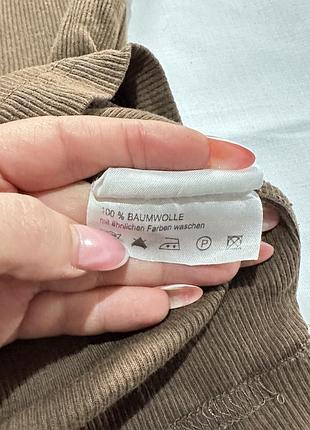 100 % BAUMWOLLE
mit ähnlichen Farben waschen
P